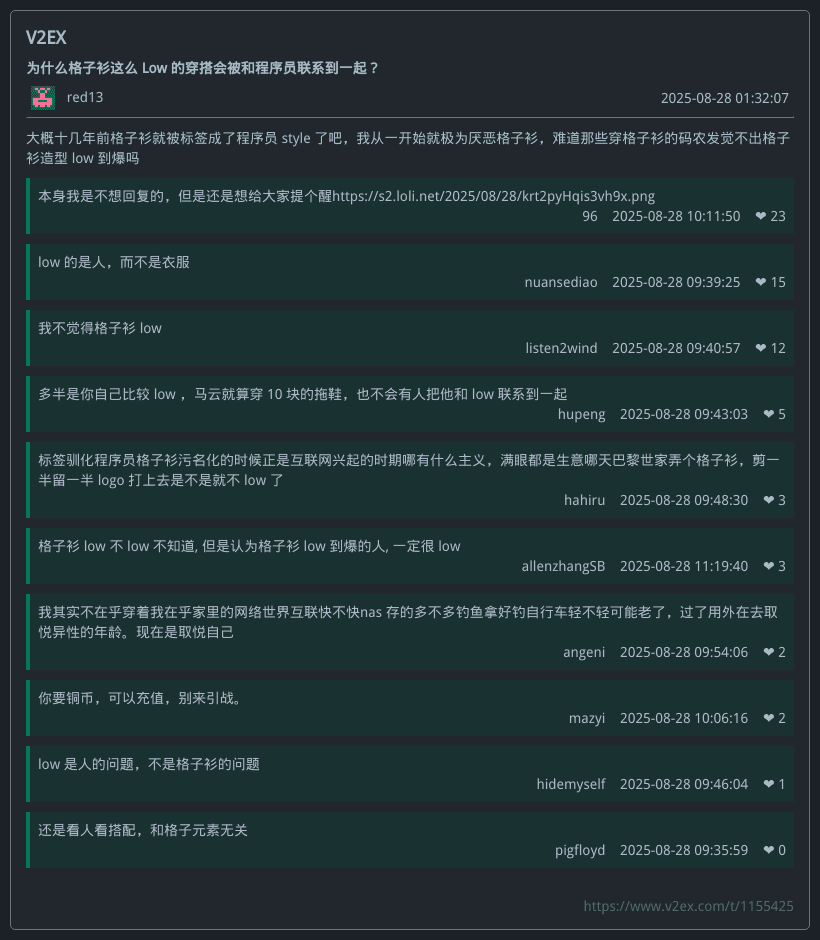 V2EX
为什么格子衫这么 Low 的穿搭会被和程序员联系到一起？
red13
2025-08-28 01:32:07
大概十几年前格子衫就被标签成了程序员 style 了吧，我从一开始就极为厌恶格子衫，难道那些穿格子衫的码农发觉不出格子
衫造型 low 到爆吗
本身我是不想回复的，但是还是想给大家提个醒https://s2.loli.net/2025/08/28/krt2pyHqis3vh9x.png
96 2025-08-28 10:11:50 ❤ 23
low 的是人，而不是衣服
nuansediao 2025-08-28 09:39:25 ❤ 15
我不觉得格子衫 low
listen2wind 2025-08-28 09:40:57 ❤ 12
多半是你自己比较 low ，马云就算穿 10 块的拖鞋，也不会有人把他和 low 联系到一起
hupeng 2025-08-28 09:43:03 ❤ 5
标签驯化程序员格子衫污名化的时候正是互联网兴起的时期哪有什么主义，满眼都是生意哪天巴黎世家弄个格子衫，剪一
半留一半 logo 打上去是不是就不 low 了
hahiru 2025-08-28 09:48:30 ❤ 3
格子衫 low 不 low 不知道, 但是认为格子衫 low 到爆的人, 一定很 low
allenzhangSB 2025-08-28 11:19:40 ❤ 3
我其实不在乎穿着我在乎家里的网络世界互联快不快nas 存的多不多钓鱼拿好钓自行车轻不轻可能老了，过了用外在去取
悦异性的年龄。现在是取悦自己
angeni 2025-08-28 09:54:06 ❤ 2
你要铜币，可以充值，别来引战。
mazyi 2025-08-28 10:06:16 ❤ 2
low 是人的问题，不是格子衫的问题
hidemyself 2025-08-28 09:46:04 ❤ 1
还是看人看搭配，和格子元素无关
pigfloyd 2025-08-28 09:35:59 ❤ 0
https://www.v2ex.com/t/1155425